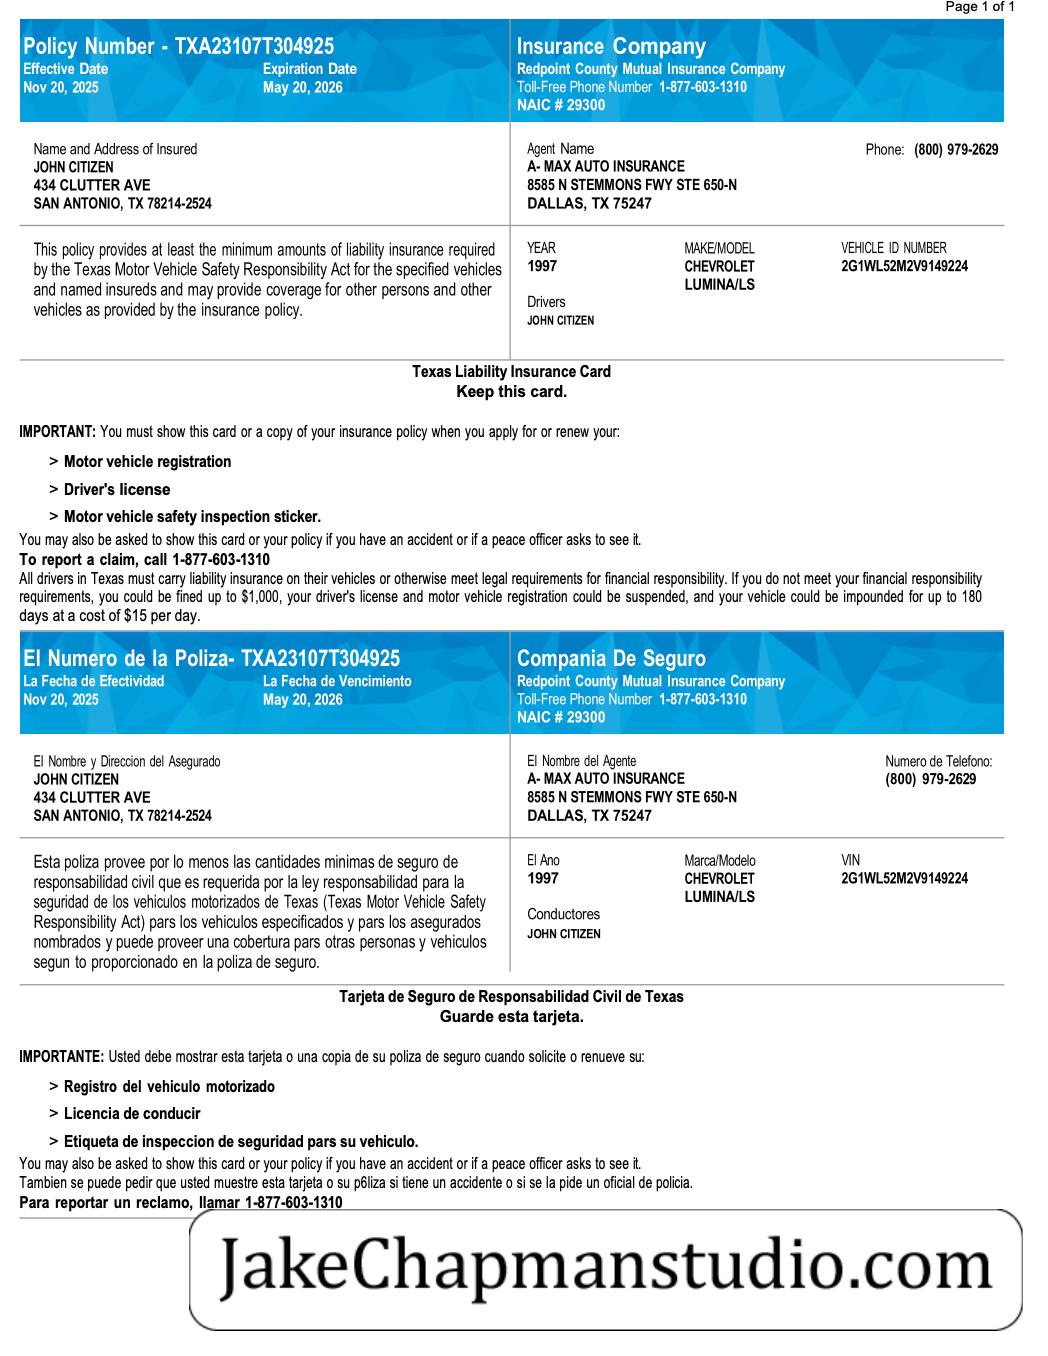 Page 1 of 1
Policy Number - TXA23107T304925
Effective Date Expiration Date
Nov 20, 2025 May 20, 2026
Insurance Company
Redpoint County Mutual Insurance Company
Toll-Free Phone Number 1-877-603-1310
NAIC # 29300
Name and Address of Insured
JOHN CITIZEN
434 CLUTTER AVE
SAN ANTONIO, TX 78214-2524
Agent Name Phone: (800) 979-2629
A- MAX AUTO INSURANCE
8585 N STEMMONS FWY STE 650-N
DALLAS, TX 75247
This policy provides at least the minimum amounts of liability insurance required
by the Texas Motor Vehicle Safety Responsibility Act for the specified vehicles
and named insureds and may provide coverage for other persons and other
vehicles as provided by the insurance policy.
YEAR MAKE/MODEL VEHICLE ID NUMBER
1997 CHEVROLET 2G1WL52M2V9149224
LUMINA/LS
Drivers
JOHN CITIZEN
Texas Liability Insurance Card
Keep this card.
IMPORTANT: You must show this card or a copy of your insurance policy when you apply for or renew your:
> Motor vehicle registration
> Driver's license
> Motor vehicle safety inspection sticker.
You may also be asked to show this card or your policy if you have an accident or if a peace officer asks to see it.
To report a claim, call 1-877-603-1310
All drivers in Texas must carry liability insurance on their vehicles or otherwise meet legal requirements for financial responsibility. If you do not meet your financial responsibility
requirements, you could be fined up to $1,000, your driver's license and motor vehicle registration could be suspended, and your vehicle could be impounded for up to 180
days at a cost of $15 per day.
El Numero de la Poliza- TXA23107T304925
La Fecha de Efectividad La Fecha de Vencimiento
Nov 20, 2025 May 20, 2026
Compania De Seguro
Redpoint County Mutual Insurance Company
Toll-Free Phone Number 1-877-603-1310
NAIC # 29300
El Nombre y Direccion del Asegurado
JOHN CITIZEN
434 CLUTTER AVE
SAN ANTONIO, TX 78214-2524
El Nombre del Agente Numero de Telefono:
A- MAX AUTO INSURANCE (800) 979-2629
8585 N STEMMONS FWY STE 650-N
DALLAS, TX 75247
Esta poliza provee por lo menos las cantidades minimas de seguro de
responsabilidad civil que es requerida por la ley responsabilidad para la
seguridad de los vehiculos motorizados de Texas (Texas Motor Vehicle Safety
Responsibility Act) pars los vehiculos especificados y pars los asegurados
nombrados y puede proveer una cobertura pars otras personas y vehiculos
segun to proporcionado en la poliza de seguro.
El Ano Marca/Modelo VIN
1997 CHEVROLET 2G1WL52M2V9149224
LUMINA/LS
Conductores
JOHN CITIZEN
Tarjeta de Seguro de Responsabilidad Civil de Texas
Guarde esta tarjeta.
IMPORTANTE: Usted debe mostrar esta tarjeta o una copia de su poliza de seguro cuando solicite o renueve su:
> Registro del vehiculo motorizado
> Licencia de conducir
> Etiqueta de inspeccion de seguridad pars su vehiculo.
You may also be asked to show this card or your policy if you have an accident or if a peace officer asks to see it.
Tambien se puede pedir que usted muestre esta tarjeta o su p6liza si tiene un accidente o si se la pide un oficial de policia.
Para reportar un reclamo, llamar 1-877-603-1310
JakeChapmanstudio.com